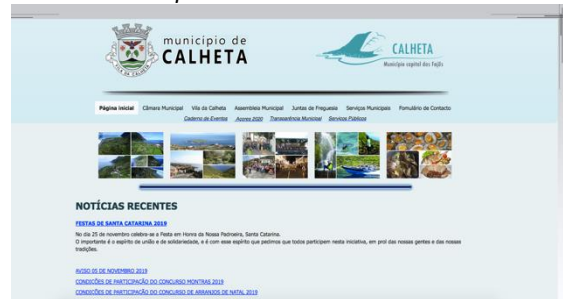 município de
CALHETA
VILA DA CALHETA
CALHETA
Município capital das Fajãs
Página inicial Câmara Municipal Vila da Calheta Assembleia Municipal Juntas de Freguesia Serviços Municipais Formulário de Contacto
Caderno de Eventos Açores 2020 Transparência Municipal Serviços Públicos
NOTÍCIAS RECENTES
FESTAS DE SANTA CATARINA 2019
No dia 25 de novembro celebra-se a Festa em Honra da Nossa Padroeira, Santa Catarina.
O importante é o espírito de união e de solidariedade, e é com esse espírito que pedimos que todos participem nesta iniciativa, em prol das nossas gentes e das nossas
tradições.
AVISO 05 DE NOVEMBRO 2019
CONDICÕES DE PARTICIPAÇÃO DO CONCURSO MONTRAS 2019
CONDICÕES DE PARTICIPAÇÃO DO CONCURSO DE ARRANJOS DE NATAL 2019